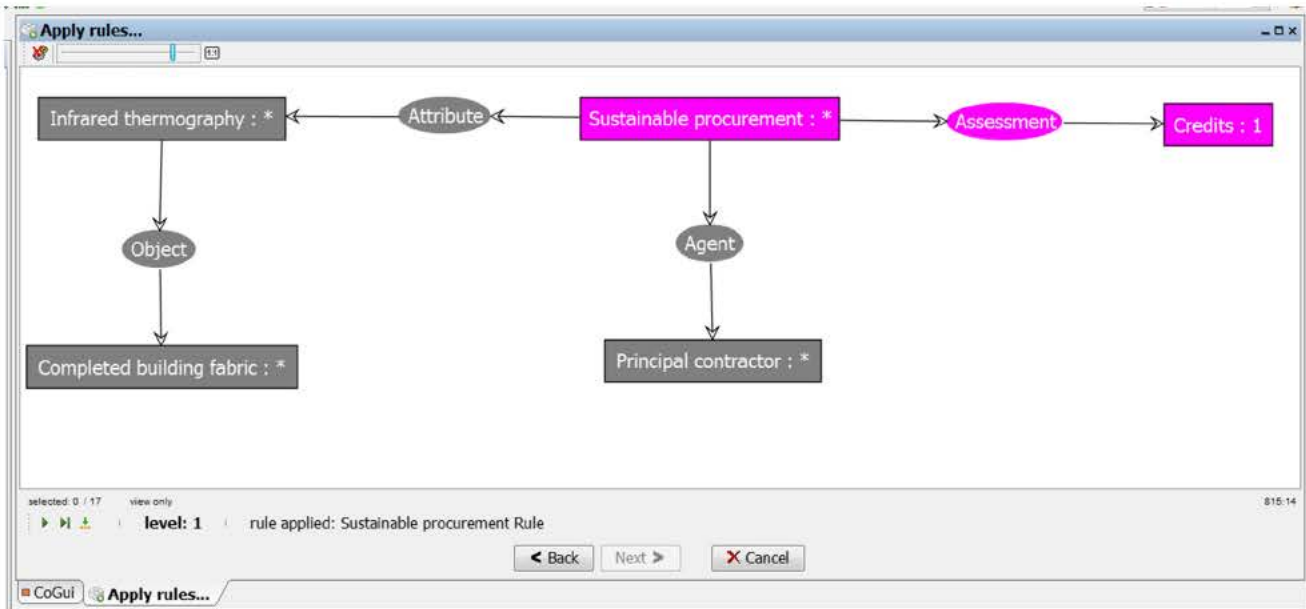 Apply rules...
1:1
Infrared thermography : *
Attribute
Sustainable procurement : *
Assessment
Credits : 1
Object
Agent
Completed building fabric : *
Principal contractor : *
selected: 0 / 17 view only 815:14
level: 1 rule applied: Sustainable procurement Rule
< Back Next > Cancel
CoGui Apply rules...